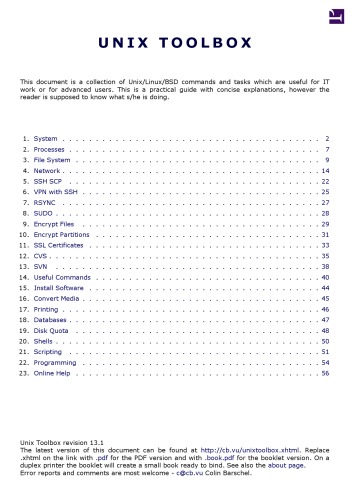 UNIX TOOLBOX
This document is a collection of Unix/Linux/BSD commands and tasks which are useful for IT
work or for advanced users. This is a practical guide with concise explanations, however the
reader is supposed to know what s/he is doing.
1. System . . . . . . . . . . . . . . . . . . . . . . . . . . . . . . 2
2. Processes . . . . . . . . . . . . . . . . . . . . . . . . . . . . . . 7
3. File System . . . . . . . . . . . . . . . . . . . . . . . . . . . . . . 9
4. Network . . . . . . . . . . . . . . . . . . . . . . . . . . . . . . 14
5. SSH SCP . . . . . . . . . . . . . . . . . . . . . . . . . . . . . . 22
6. VPN with SSH . . . . . . . . . . . . . . . . . . . . . . . . . . . . . . 25
7. RSYNC . . . . . . . . . . . . . . . . . . . . . . . . . . . . . . 27
8. SUDO . . . . . . . . . . . . . . . . . . . . . . . . . . . . . . 28
9. Encrypt Files . . . . . . . . . . . . . . . . . . . . . . . . . . . . . . 29
10. Encrypt Partitions . . . . . . . . . . . . . . . . . . . . . . . . . . . . . . 31
11. SSL Certificates . . . . . . . . . . . . . . . . . . . . . . . . . . . . . . 33
12. CVS . . . . . . . . . . . . . . . . . . . . . . . . . . . . . . 35
13. SVN . . . . . . . . . . . . . . . . . . . . . . . . . . . . . . 38
14. Useful Commands . . . . . . . . . . . . . . . . . . . . . . . . . . . . . . 40
15. Install Software . . . . . . . . . . . . . . . . . . . . . . . . . . . . . . 44
16. Convert Media . . . . . . . . . . . . . . . . . . . . . . . . . . . . . . 45
17. Printing . . . . . . . . . . . . . . . . . . . . . . . . . . . . . . 46
18. Databases . . . . . . . . . . . . . . . . . . . . . . . . . . . . . . 47
19. Disk Quota . . . . . . . . . . . . . . . . . . . . . . . . . . . . . . 48
20. Shells . . . . . . . . . . . . . . . . . . . . . . . . . . . . . . 50
21. Scripting . . . . . . . . . . . . . . . . . . . . . . . . . . . . . . 51
22. Programming . . . . . . . . . . . . . . . . . . . . . . . . . . . . . . 54
23. Online Help . . . . . . . . . . . . . . . . . . . . . . . . . . . . . . 56
Unix Toolbox revision 13.1
The latest version of this document can be found at http://cb.vu/unixtoolbox.xhtml. Replace
.xhtml on the link with .pdf for the PDF version and with .book.pdf for the booklet version. On a
duplex printer the booklet will create a small book ready to bind. See also the about page.
Error reports and comments are most welcome - c@cb.vu Colin Barschel.